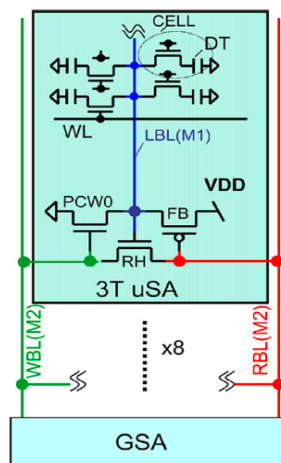 CELL
DT
WL
LBL(M1)
VDD
PCW0
FB
RH
3T uSA
WBL(M2)
x8
RBL(M2)
GSA